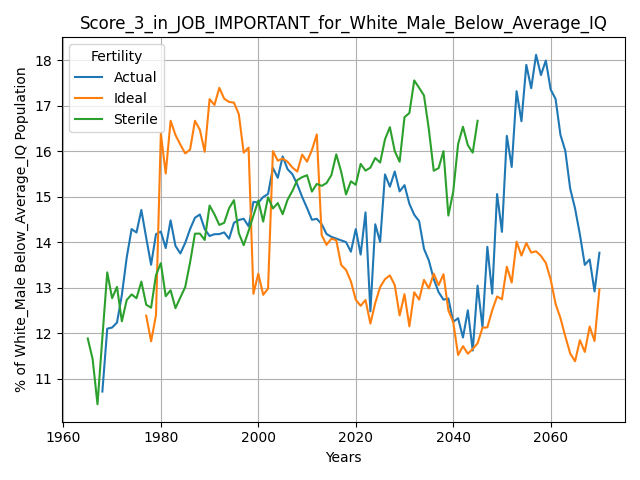 Score_3_in_JOB_IMPORTANT_for_White_Male_Below_Average_IQ
Fertility
Actual
Ideal
Sterile
% of White_Male Below_Average_IQ Population
18
17
16
15
14
13
12
11
1960
1980
2000
2020
2040
2060
Years